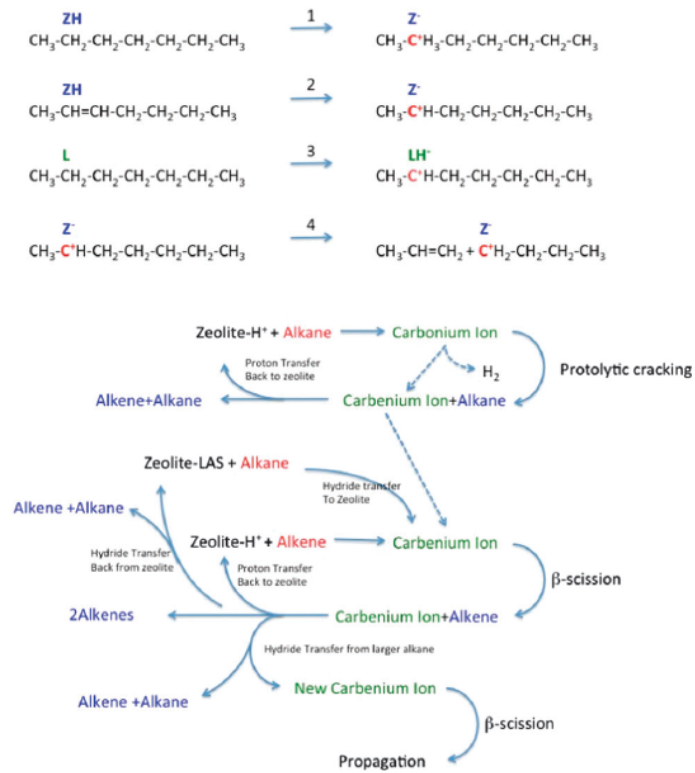 ZH
CH₃-CH₂-CH₂-CH₂-CH₂-CH₂-CH₃
1
Z⁻
CH₃-C⁺H₃-CH₂-CH₂-CH₂-CH₂-CH₃
ZH
CH₃-CH=CH-CH₂-CH₂-CH₂-CH₃
2
Z⁻
CH₃-C⁺H-CH₂-CH₂-CH₂-CH₂-CH₃
L
CH₃-CH₂-CH₂-CH₂-CH₂-CH₂-CH₃
3
LH⁻
CH₃-C⁺H-CH₂-CH₂-CH₂-CH₂-CH₃
Z⁻
CH₃-C⁺H-CH₂-CH₂-CH₂-CH₂-CH₃
4
Z⁻
CH₃-CH=CH₂ + C⁺H₂-CH₂-CH₂-CH₃
Zeolite-H⁺ + Alkane
Carbonium Ion
Proton Transfer
Back to zeolite
H₂
Protolytic cracking
Alkene+Alkane
Carbenium Ion+Alkane
Zeolite-LAS + Alkane
Hydride transfer
To Zeolite
Alkene +Alkane
Zeolite-H⁺ + Alkene
Carbenium Ion
Hydride Transfer
Back from zeolite
Proton Transfer
Back to zeolite
β-scission
2Alkenes
Carbenium Ion+Alkene
Hydride Transfer from larger alkane
Alkene +Alkane
New Carbenium Ion
β-scission
Propagation